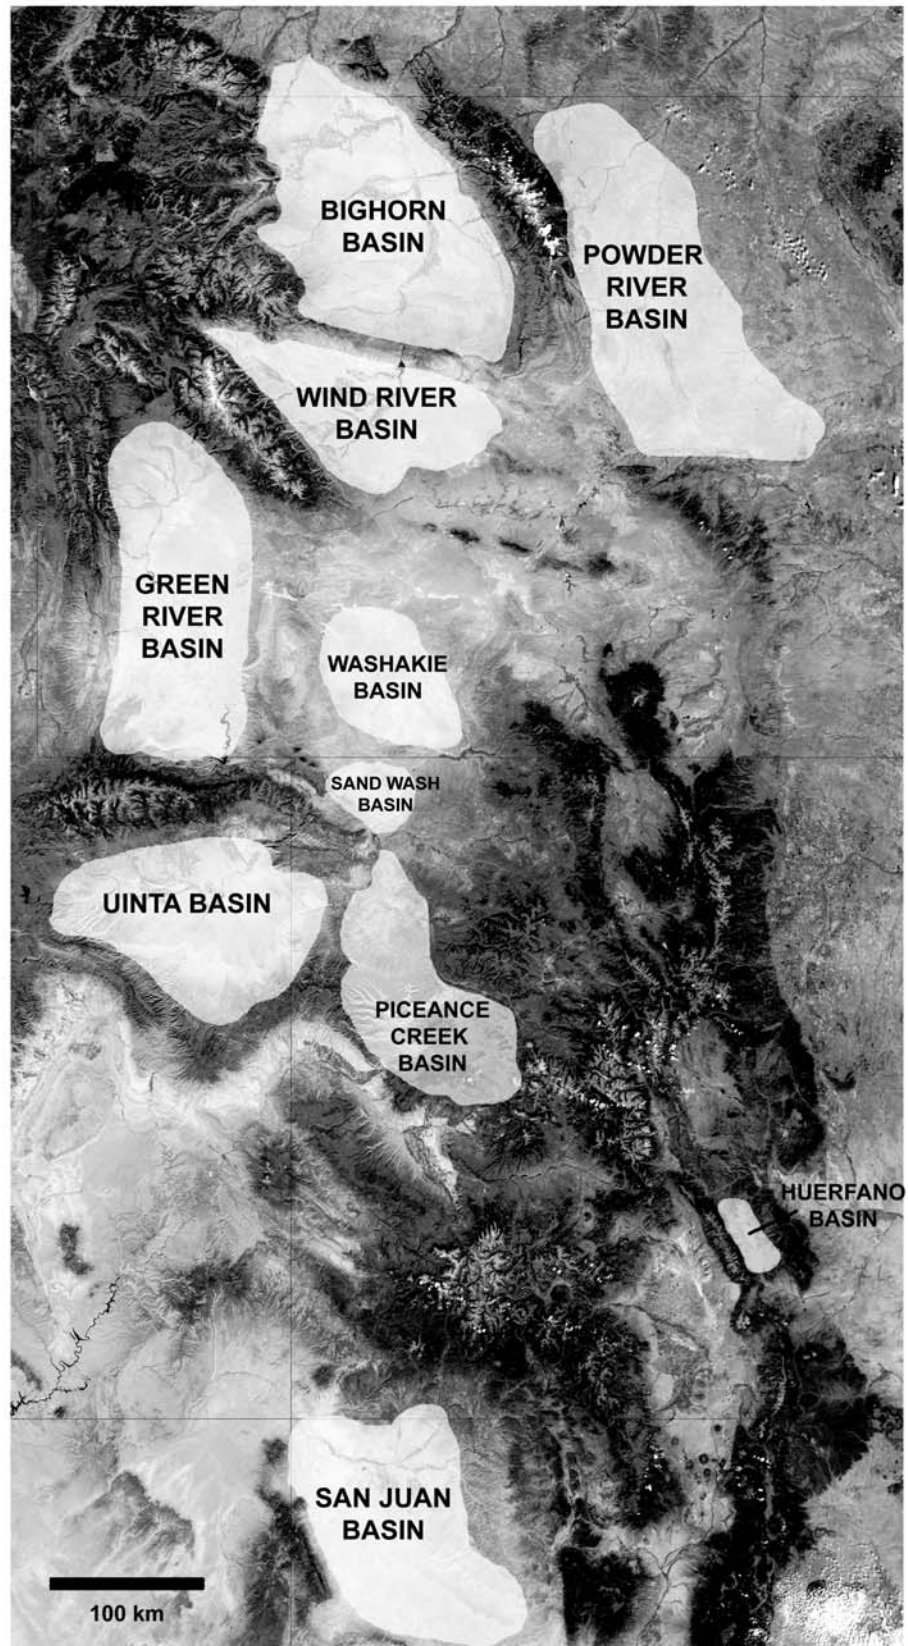 BIGHORN
BASIN
POWDER
RIVER
BASIN
WIND RIVER
BASIN
GREEN
RIVER
BASIN
WASHAKIE
BASIN
SAND WASH
BASIN
UINTA BASIN
PICEANCE
CREEK
BASIN
HUERFANO
BASIN
SAN JUAN
BASIN
100 km